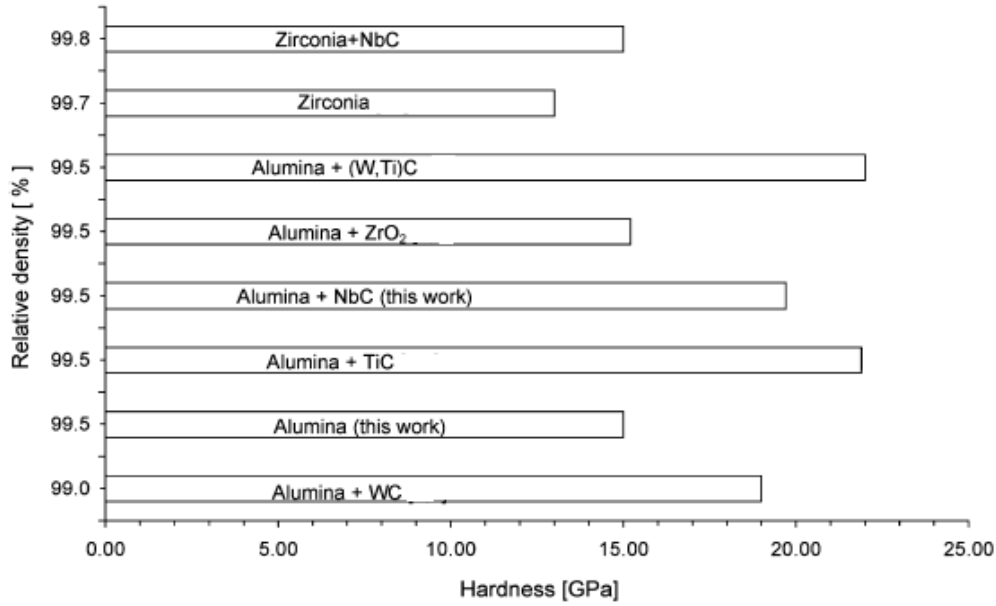 99.8
Zirconia+NbC
99.7
Zirconia
99.5
Alumina + (W,Ti)C
99.5
Alumina + ZrO₂
99.5
Alumina + NbC (this work)
99.5
Alumina + TiC
99.5
Alumina (this work)
99.0
Alumina + WC
Relative density [ % ]
0.00 5.00 10.00 15.00 20.00 25.00
Hardness [GPa]